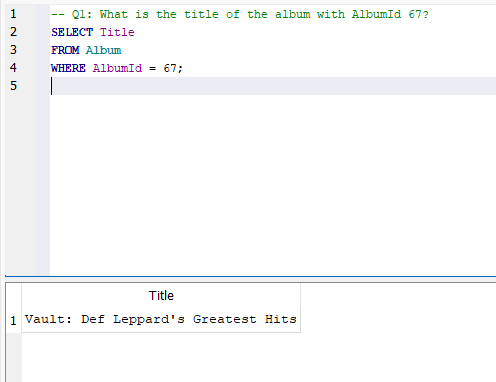 1 -- Q1: What is the title of the album with AlbumId 67?
2 SELECT Title
3 FROM Album
4 WHERE AlbumId = 67;
5
Title
1 Vault: Def Leppard's Greatest Hits